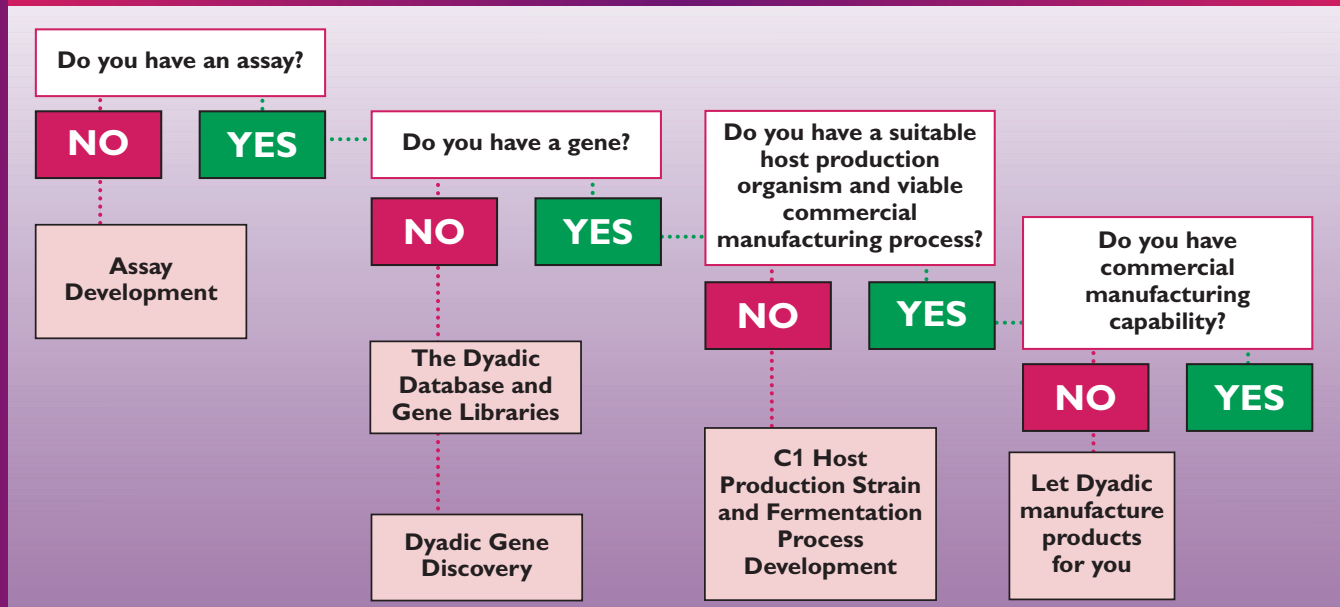 Do you have an assay?
NO
YES
Assay
Development
Do you have a gene?
NO
YES
The Dyadic
Database and
Gene Libraries
Dyadic Gene
Discovery
Do you have a suitable
host production
organism and viable
commercial
manufacturing process?
NO
YES
C1 Host
Production Strain
and Fermentation
Process
Development
Do you have
commercial
manufacturing
capability?
NO
YES
Let Dyadic
manufacture
products
for you